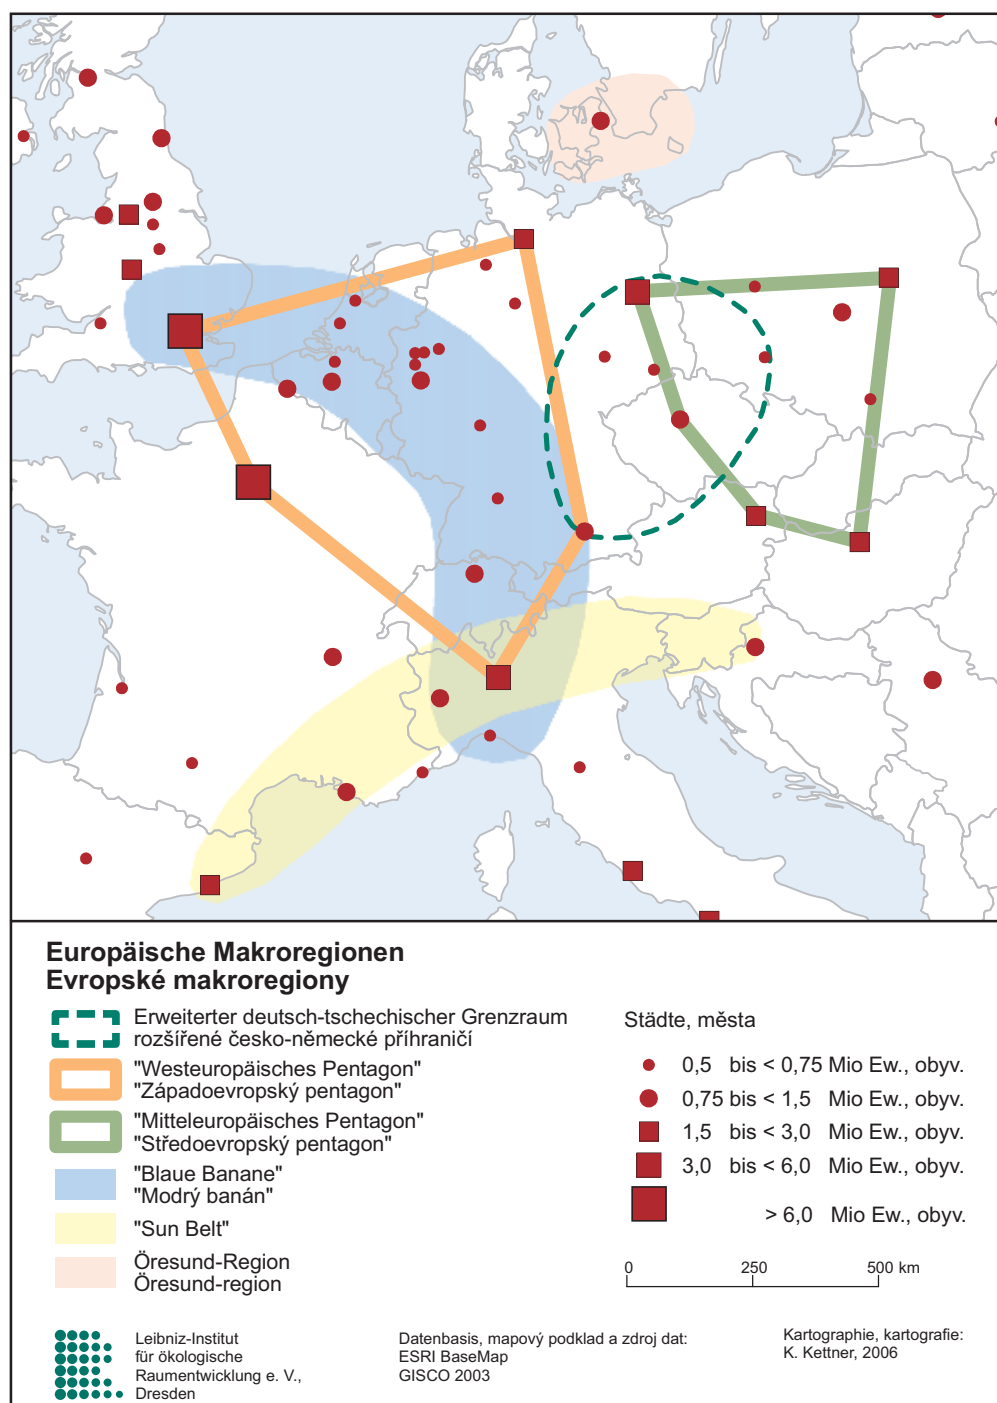 Europäische Makroregionen
Evropské makroregiony
Erweiterter deutsch-tschechischer Grenzraum
rozšířené česko-německé příhraničí
"Westeuropäisches Pentagon"
"Západoevropský pentagon"
"Mitteleuropäisches Pentagon"
"Středoevropský pentagon"
"Blaue Banane"
"Modrý banán"
"Sun Belt"
Öresund-Region
Öresund-region
Städte, města
0,5 bis < 0,75 Mio Ew., obyv.
0,75 bis < 1,5 Mio Ew., obyv.
1,5 bis < 3,0 Mio Ew., obyv.
3,0 bis < 6,0 Mio Ew., obyv.
> 6,0 Mio Ew., obyv.
0 250 500 km
Leibniz-Institut
für ökologische
Raumentwicklung e. V.,
Dresden
Datenbasis, mapový podklad a zdroj dat:
ESRI BaseMap
GISCO 2003
Kartographie, kartografie:
K. Kettner, 2006